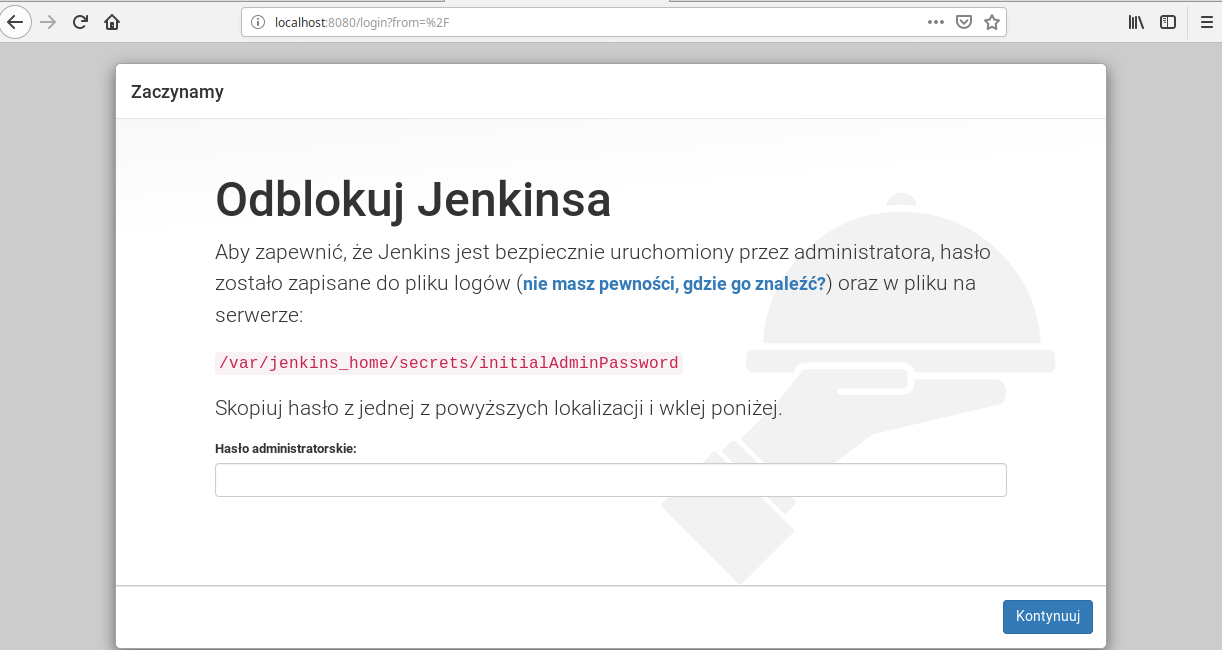 localhost:8080/login?from=%2F
Zaczynamy
Odblokuj Jenkinsa
Aby zapewnić, że Jenkins jest bezpiecznie uruchomiony przez administratora, hasło
zostało zapisane do pliku logów (nie masz pewności, gdzie go znaleźć?) oraz w pliku na
serwerze:
/var/jenkins_home/secrets/initialAdminPassword
Skopiuj hasło z jednej z powyższych lokalizacji i wklej poniżej.
Hasło administratorskie:
Kontynuuj